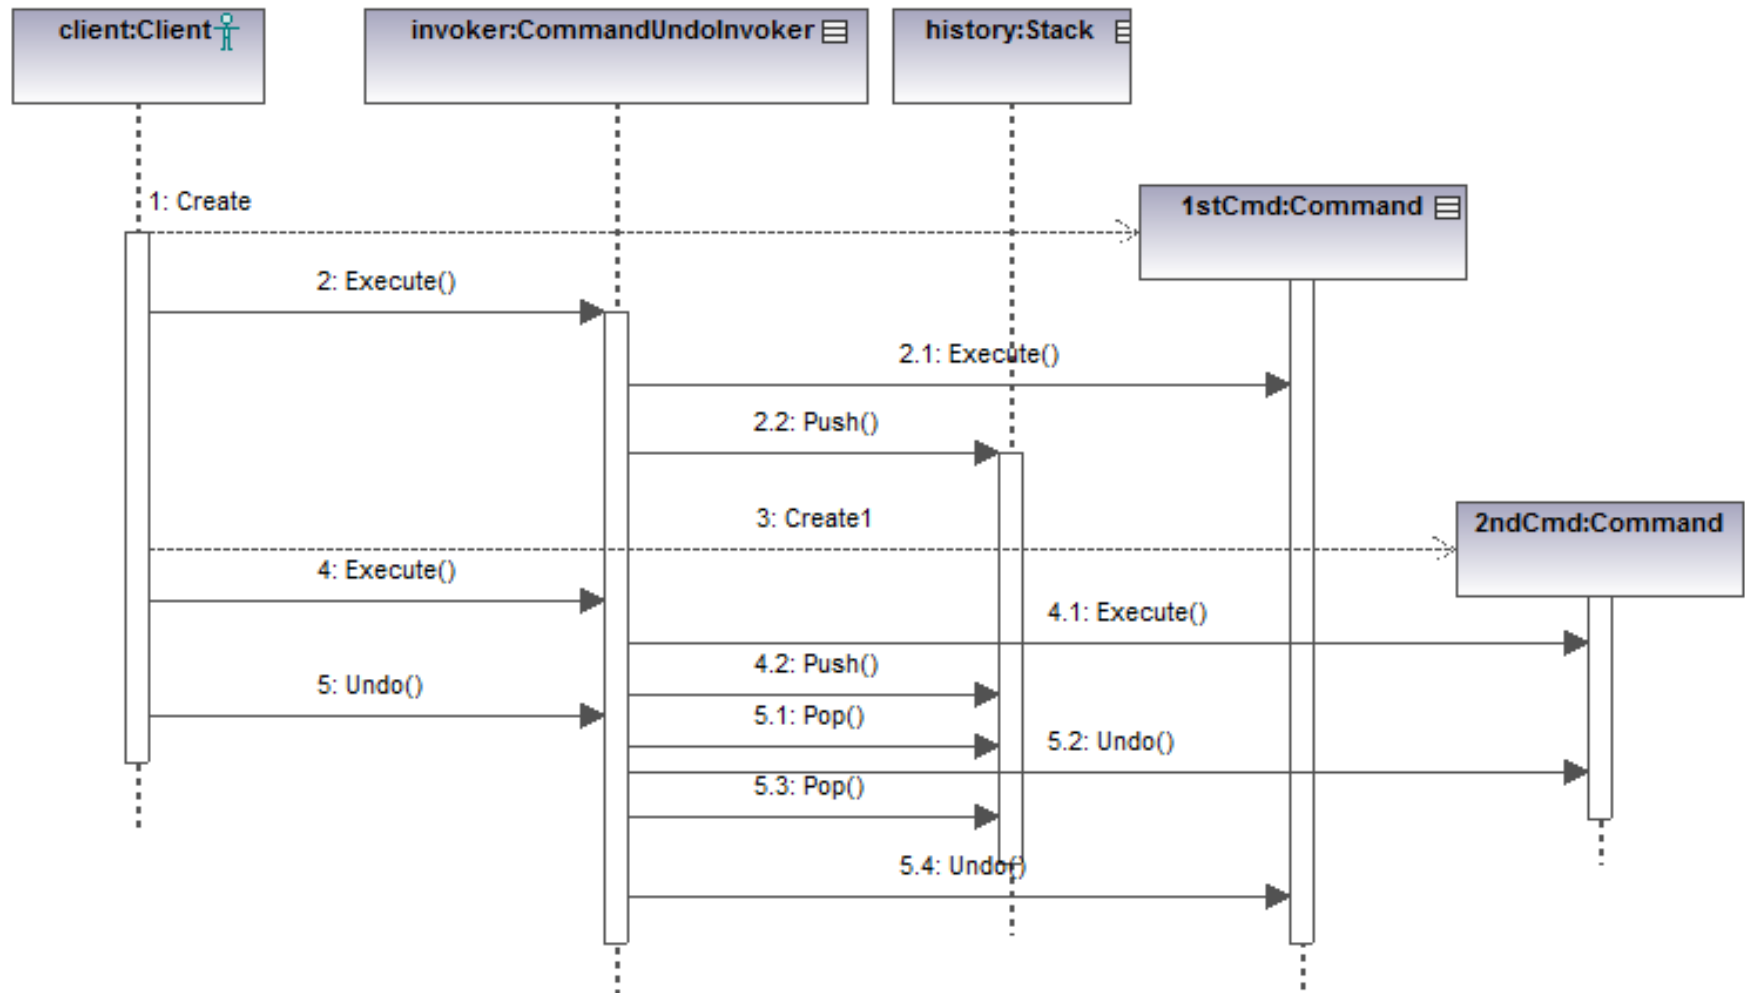 client:Client
invoker:CommandUndoInvoker
history:Stack
1: Create
1stCmd:Command
2: Execute()
2.1: Execute()
2.2: Push()
3: Create1
2ndCmd:Command
4: Execute()
4.1: Execute()
4.2: Push()
5: Undo()
5.1: Pop()
5.2: Undo()
5.3: Pop()
5.4: Undo()